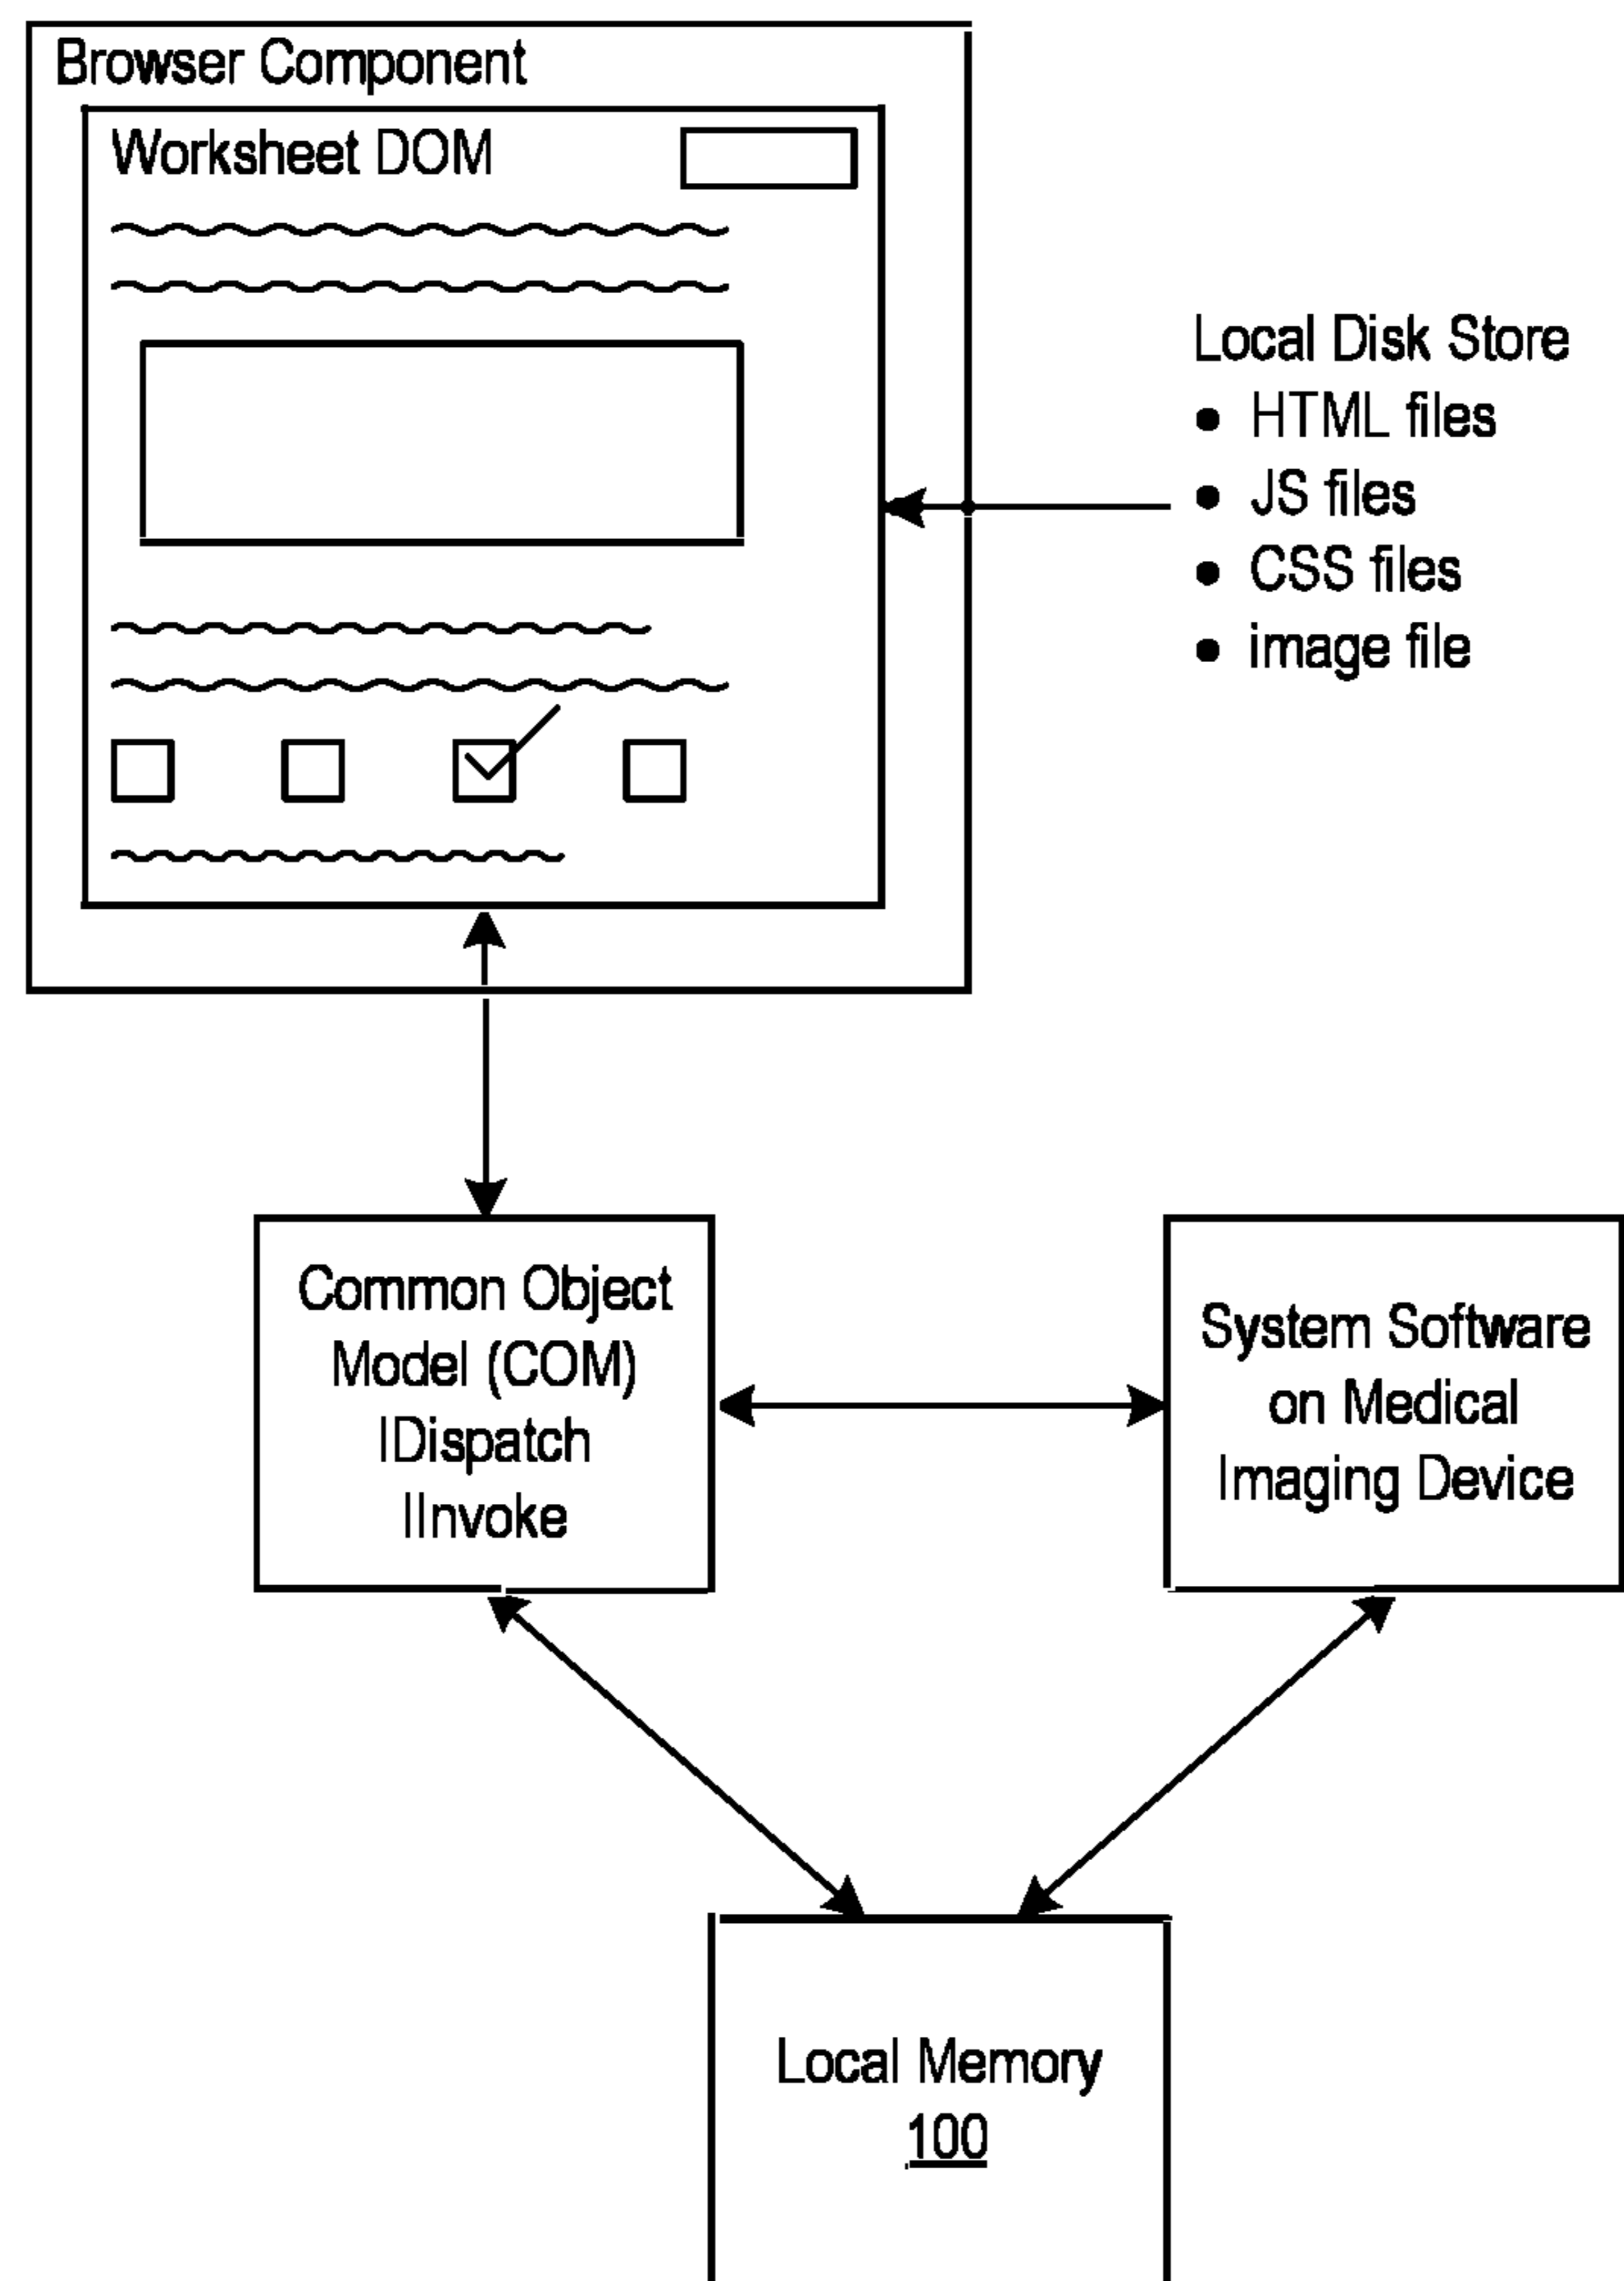 Browser Component
Worksheet DOM
Local Disk Store
• HTML files
• JS files
• CSS files
• image file
Common Object
Model (COM)
IDispatch
IInvoke
System Software
on Medical
Imaging Device
Local Memory
100